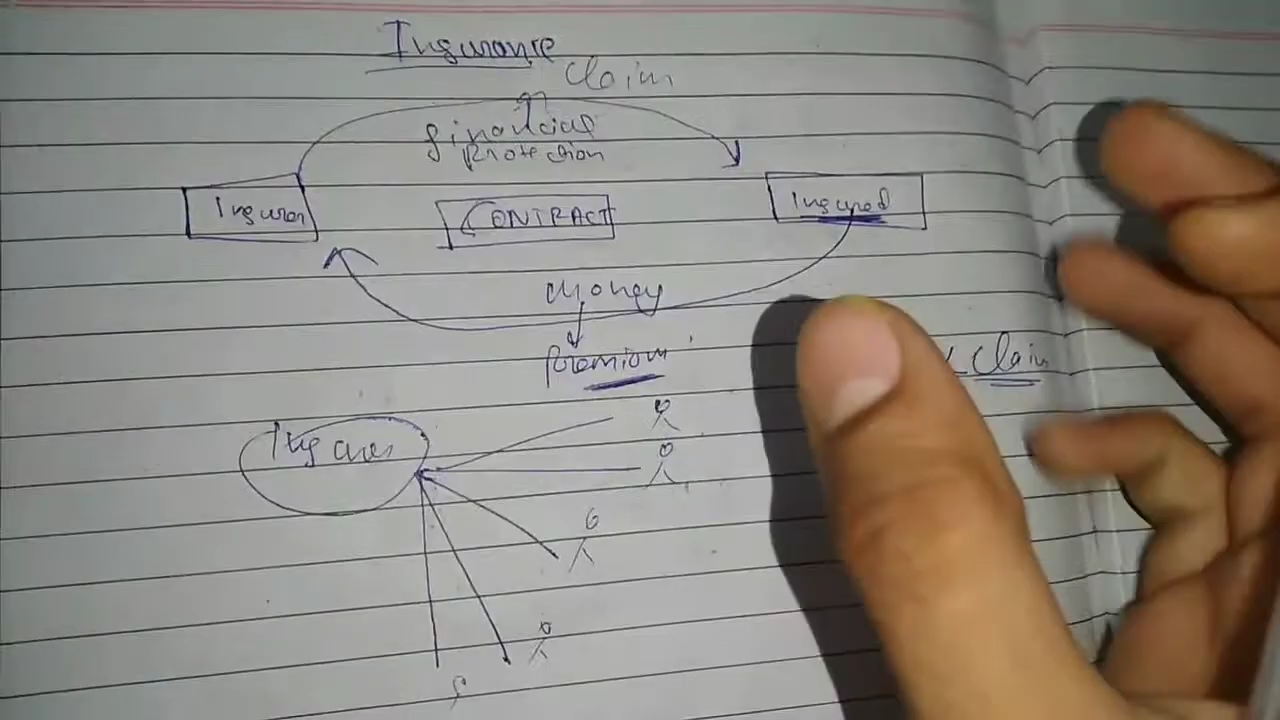 Insurance
Claim
financial
protection
Insurer
CONTRACT
Insured
money
premium
Claim
Insurer